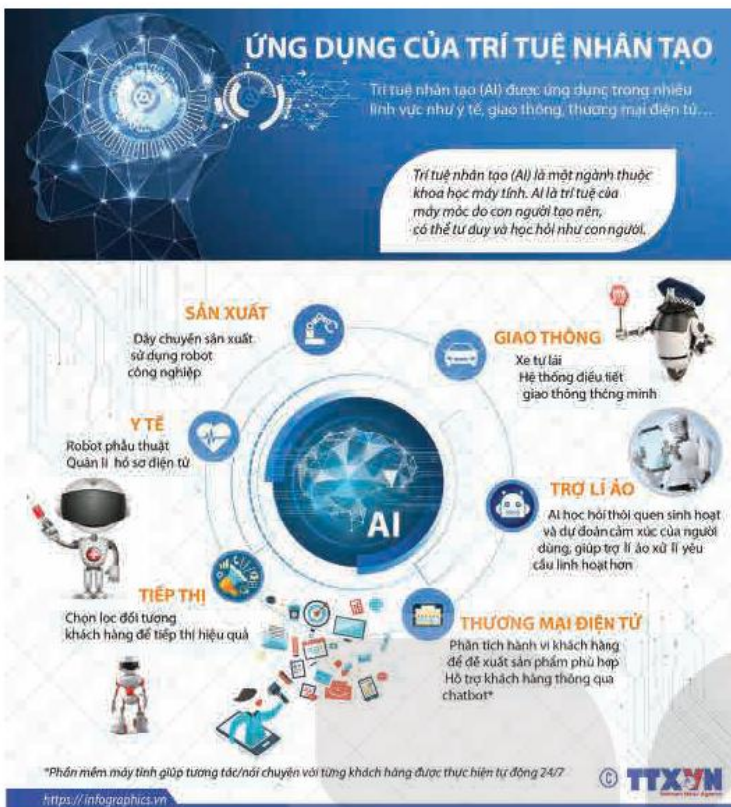 ỨNG DỤNG CỦA TRÍ TUỆ NHÂN TẠO
Trí tuệ nhân tạo (AI) được ứng dụng trong nhiều
lĩnh vực như y tế, giao thông, thương mại điện tử...
Trí tuệ nhân tạo (AI) là một ngành thuộc
khoa học máy tính. AI là trí tuệ của
máy móc do con người tạo nên,
có thể tư duy và học hỏi như con người.
SẢN XUẤT
Dây chuyền sản xuất
sử dụng robot
công nghiệp
GIAO THÔNG
Xe tự lái
Hệ thống điều tiết
giao thông thông minh
Y TẾ
Robot phẫu thuật
Quản lí hồ sơ điện tử
AI
TRỢ LÍ ẢO
AI học hỏi thói quen sinh hoạt
và dự đoán cảm xúc của người
dùng, giúp trợ lí ảo xử lí yêu
cầu linh hoạt hơn
TIẾP THỊ
Chọn lọc đối tượng
khách hàng để tiếp thị hiệu quả
THƯƠNG MẠI ĐIỆN TỬ
Phân tích hành vi khách hàng
để đề xuất sản phẩm phù hợp
Hỗ trợ khách hàng thông qua
chatbot*
*Phần mềm máy tính giúp tương tác/nói chuyện với từng khách hàng được thực hiện tự động 24/7
© TTXVN
Vietnam News Agency
https://infographics.vn